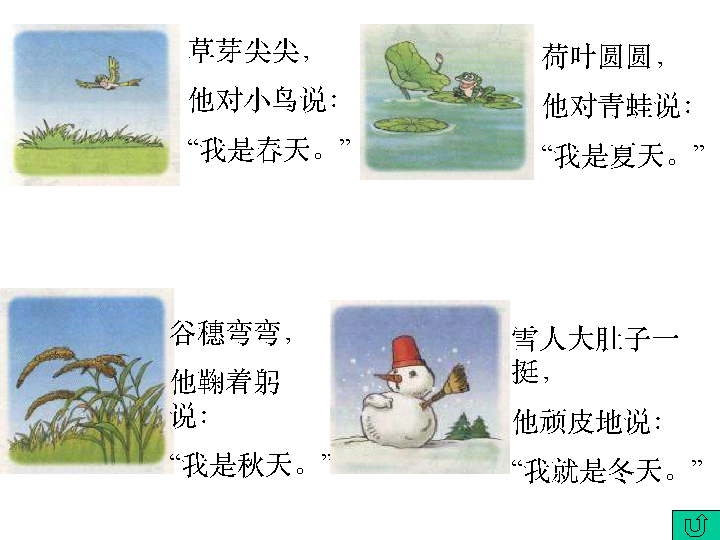 草芽尖尖，
他对小鸟说：
“我是春天。”
荷叶圆圆，
他对青蛙说：
“我是夏天。”
谷穗弯弯，
他鞠着躬
说：
“我是秋天。”
雪人大肚子一
挺，
他顽皮地说：
“我就是冬天。”